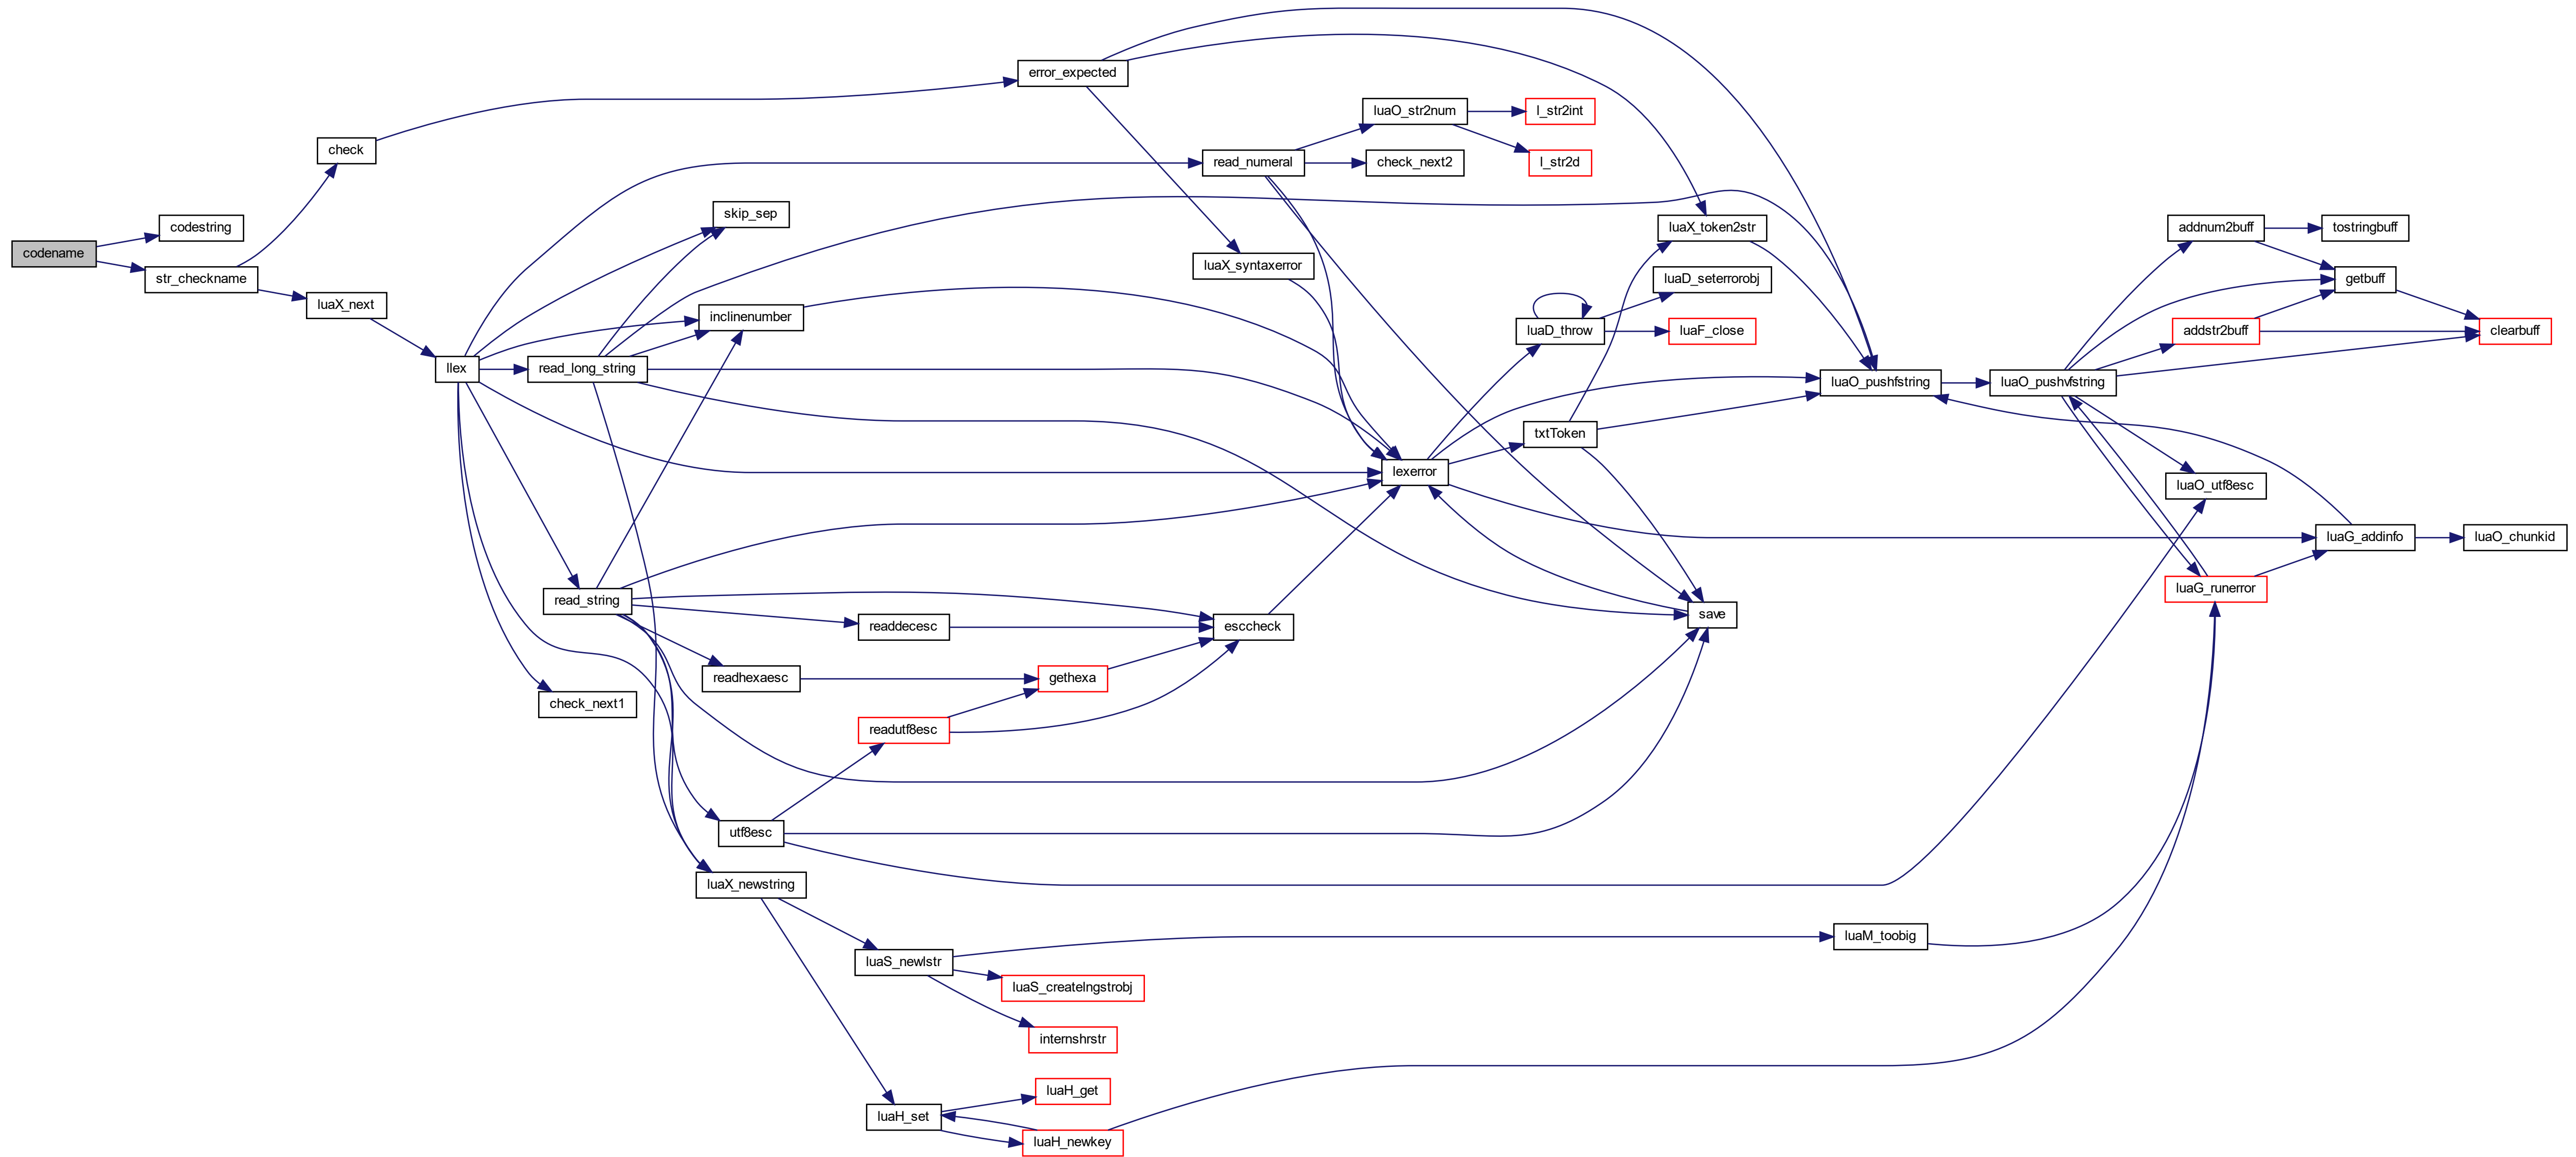 codename
codestring
str_checkname
check
luaX_next
llex
error_expected
skip_sep
inclinenumber
read_long_string
read_string
check_next1
readdecesc
readhexaesc
readutf8esc
utf8esc
luaX_newstring
luaS_newlstr
luaH_set
gethexa
luaS_createlngstrobj
internshrstr
luaH_get
luaH_newkey
read_numeral
luaX_syntaxerror
esccheck
luaO_str2num
check_next2
lexerror
l_str2int
l_str2d
luaD_throw
txtToken
luaX_token2str
luaD_seterrorobj
luaF_close
save
luaO_pushfstring
luaM_toobig
luaO_pushvfstring
addnum2buff
addstr2buff
luaO_utf8esc
luaG_runerror
tostringbuff
getbuff
luaG_addinfo
clearbuff
luaO_chunkid